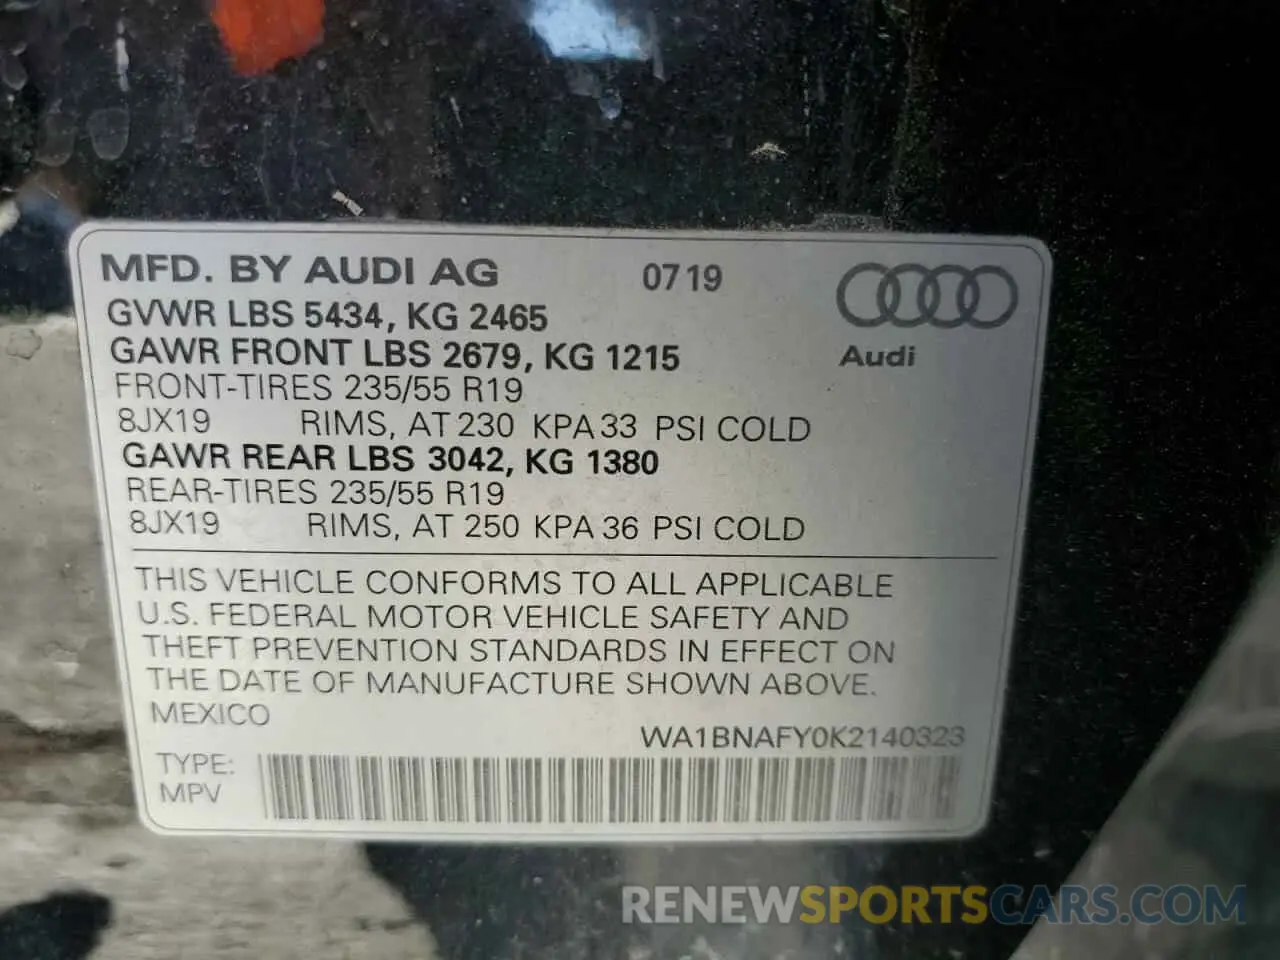 MFD. BY AUDI AG 0719
GVWR LBS 5434, KG 2465
GAWR FRONT LBS 2679, KG 1215
Audi
FRONT-TIRES 235/55 R19
8JX19 RIMS, AT 230 KPA 33 PSI COLD
GAWR REAR LBS 3042, KG 1380
REAR-TIRES 235/55 R19
8JX19 RIMS, AT 250 KPA 36 PSI COLD
THIS VEHICLE CONFORMS TO ALL APPLICABLE
U.S. FEDERAL MOTOR VEHICLE SAFETY AND
THEFT PREVENTION STANDARDS IN EFFECT ON
THE DATE OF MANUFACTURE SHOWN ABOVE.
MEXICO
WA1BNAFY0K2140323
TYPE:
MPV
RENEWSPORTSCARS.COM